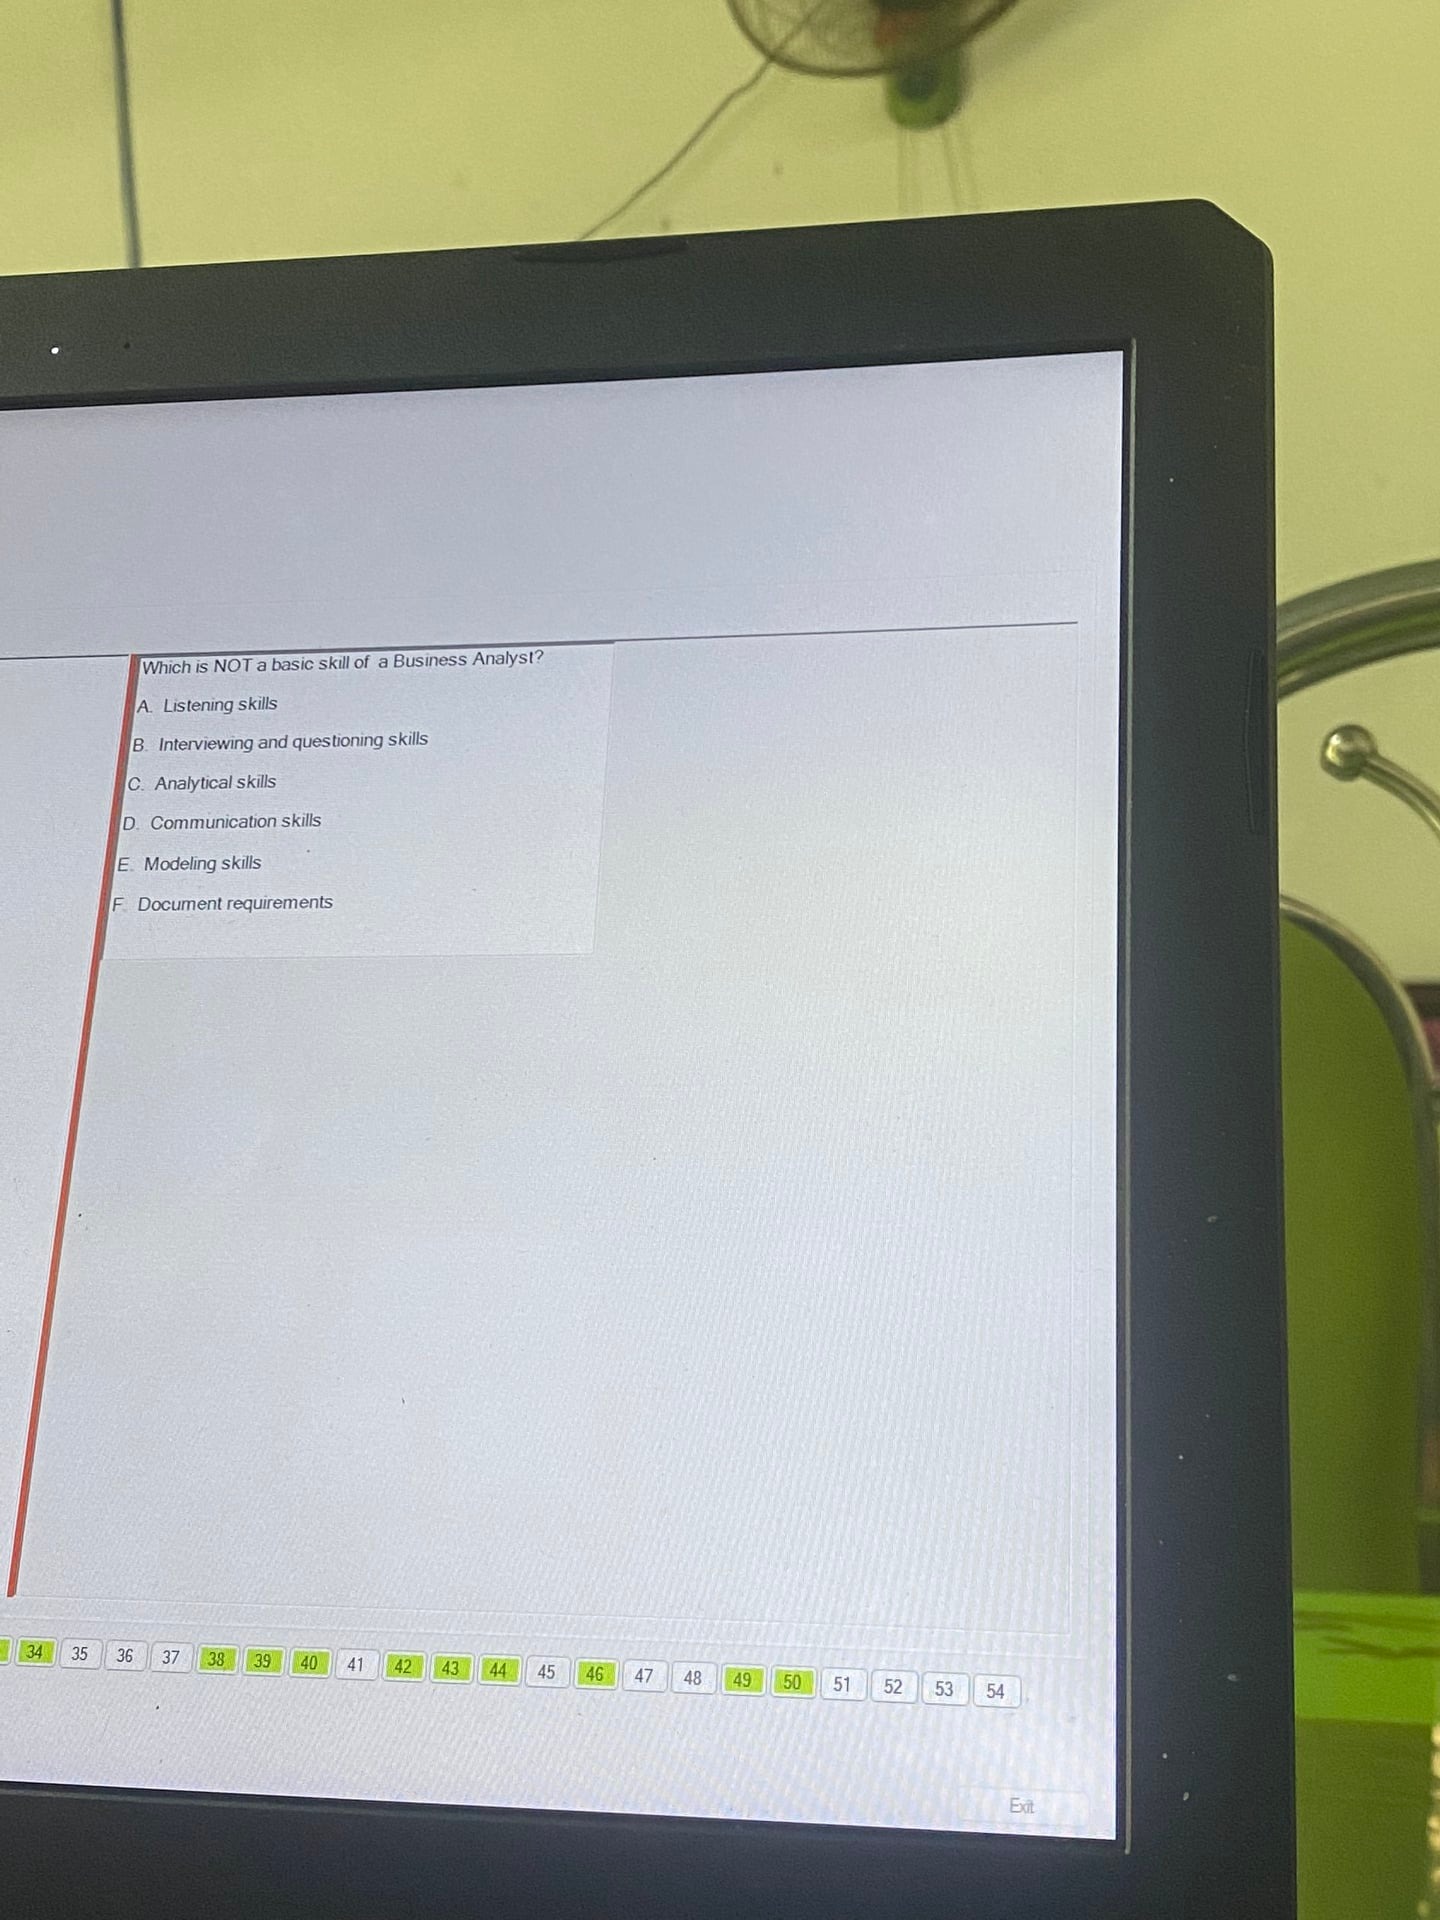 Which is NOT a basic skill of a Business Analyst?
A. Listening skills
B. Interviewing and questioning skills
C. Analytical skills
D. Communication skills
E. Modeling skills
F. Document requirements
34 35 36 37 38 39 40 41 42 43 44 45 46 47 48 49 50 51 52 53 54
Exit